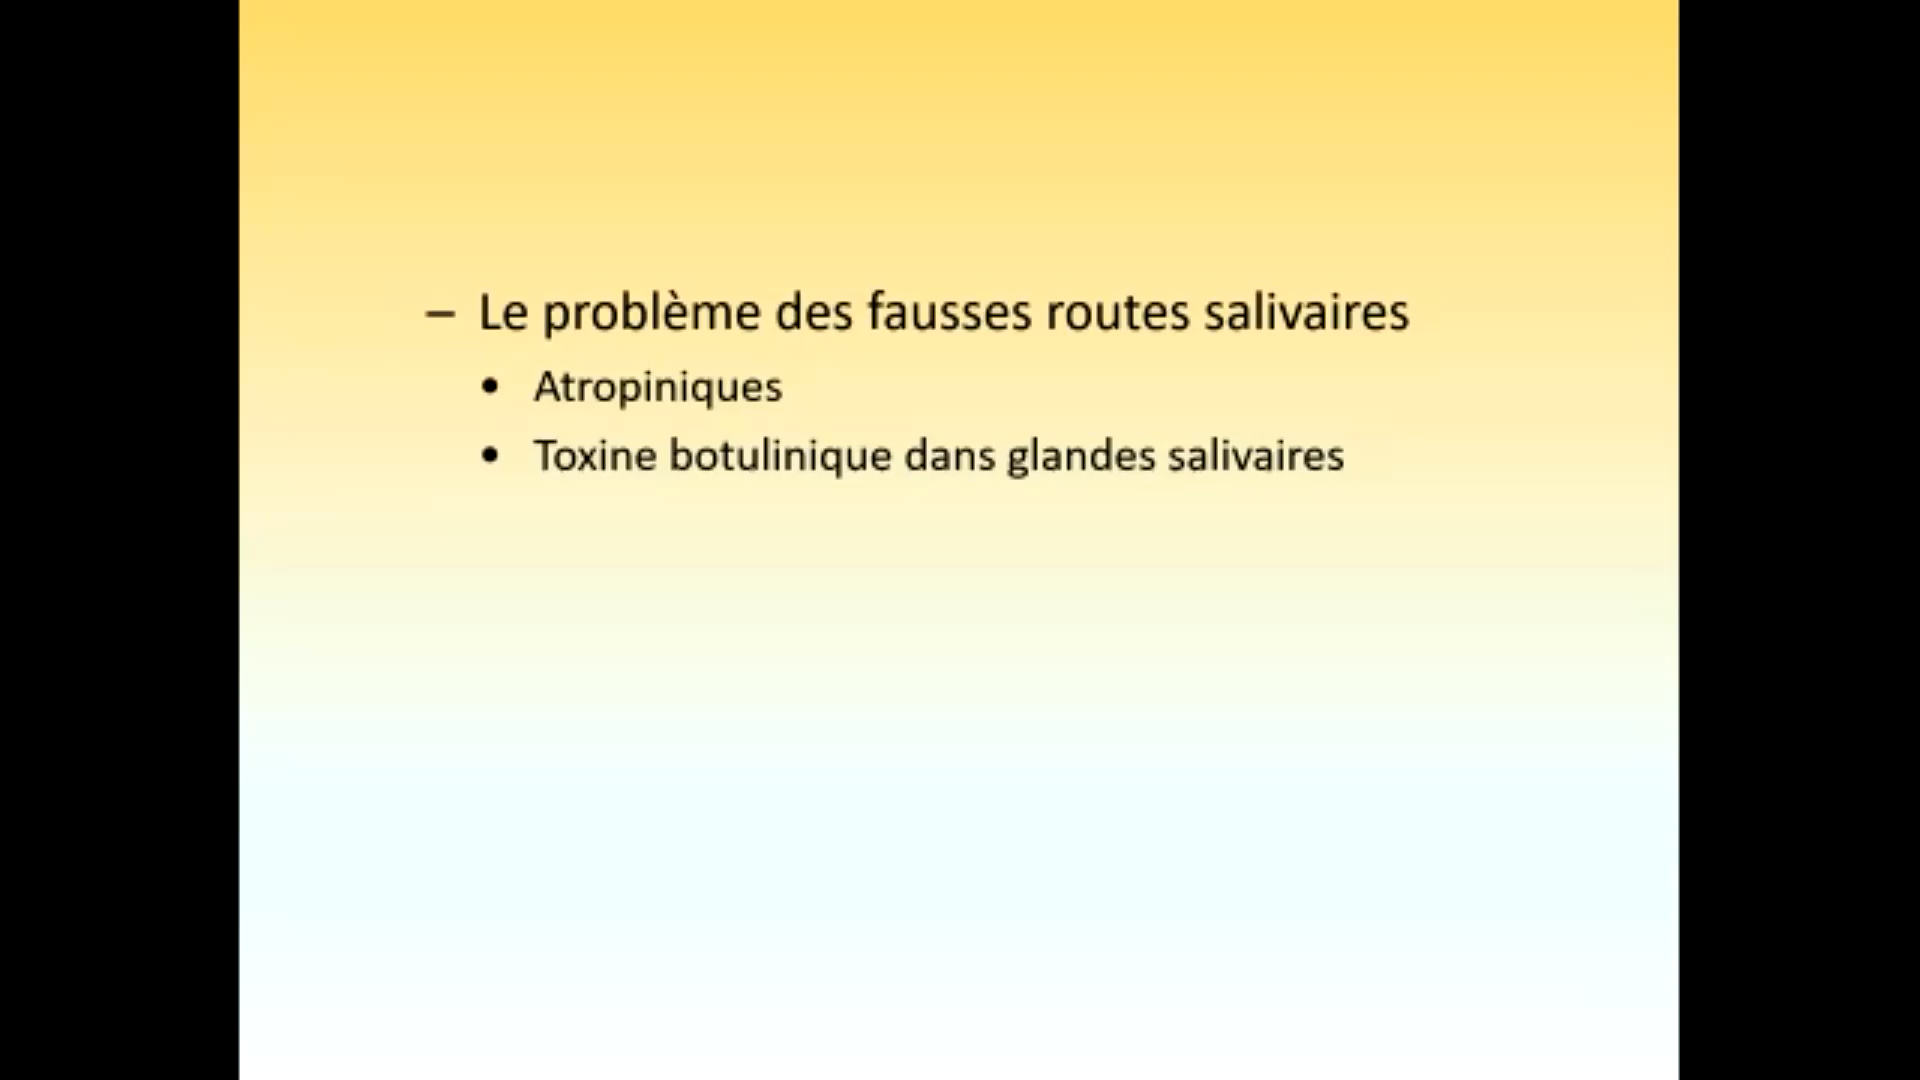 – Le problème des fausses routes salivaires
• Atropiniques
• Toxine botulinique dans glandes salivaires